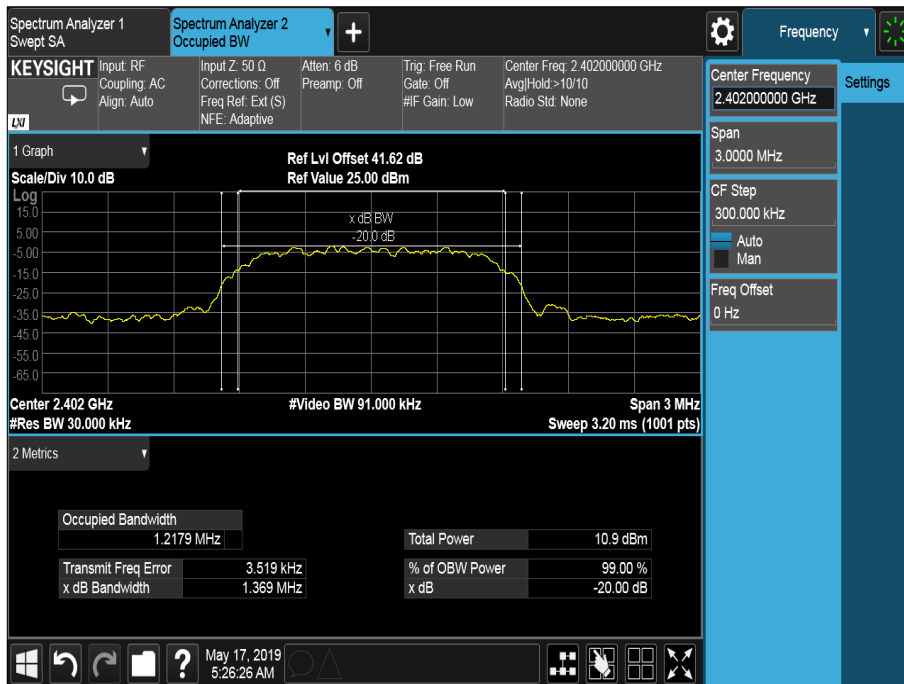 Spectrum Analyzer 1
Swept SA
Spectrum Analyzer 2
Occupied BW
+
Frequency
KEYSIGHT
LXI
Input: RF
Coupling: AC
Align: Auto
Input Z: 50 Ω
Corrections: Off
Freq Ref: Ext (S)
NFE: Adaptive
Atten: 6 dB
Preamp: Off
Trig: Free Run
Gate: Off
#IF Gain: Low
Center Freq: 2.402000000 GHz
Avg|Hold:>10/10
Radio Std: None
Center Frequency
2.402000000 GHz
Settings
Span
3.0000 MHz
CF Step
300.000 kHz
Auto
Man
Freq Offset
0 Hz
1 Graph
Scale/Div 10.0 dB
Ref Lvl Offset 41.62 dB
Ref Value 25.00 dBm
Log
15.0
5.00
-5.00
-15.0
-25.0
-35.0
-45.0
-55.0
-65.0
x dB BW
-20.0 dB
Center 2.402 GHz
#Video BW 91.000 kHz
Span 3 MHz
#Res BW 30.000 kHz
Sweep 3.20 ms (1001 pts)
2 Metrics
Occupied Bandwidth
1.2179 MHz
Total Power 10.9 dBm
Transmit Freq Error 3.519 kHz
% of OBW Power 99.00 %
x dB Bandwidth 1.369 MHz
x dB -20.00 dB
?
May 17, 2019
5:26:26 AM